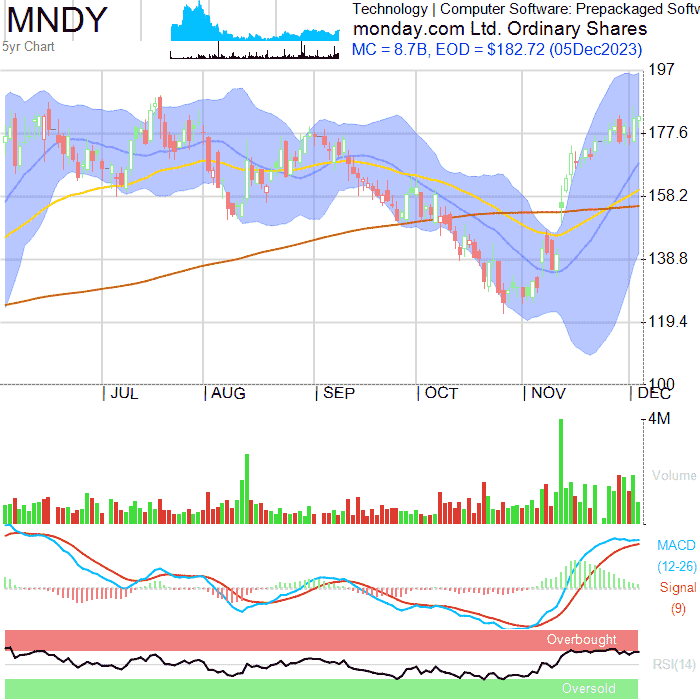 MNDY
5yr Chart
Technology | Computer Software: Prepackaged Softw
monday.com Ltd. Ordinary Shares
MC = 8.7B, EOD = $182.72 (05Dec2023)
197
177.6
158.2
138.8
119.4
100
JUL AUG SEP OCT NOV DEC
4M
Volume
MACD
(12-26)
Signal
(9)
Overbought
RSI(14)
Oversold